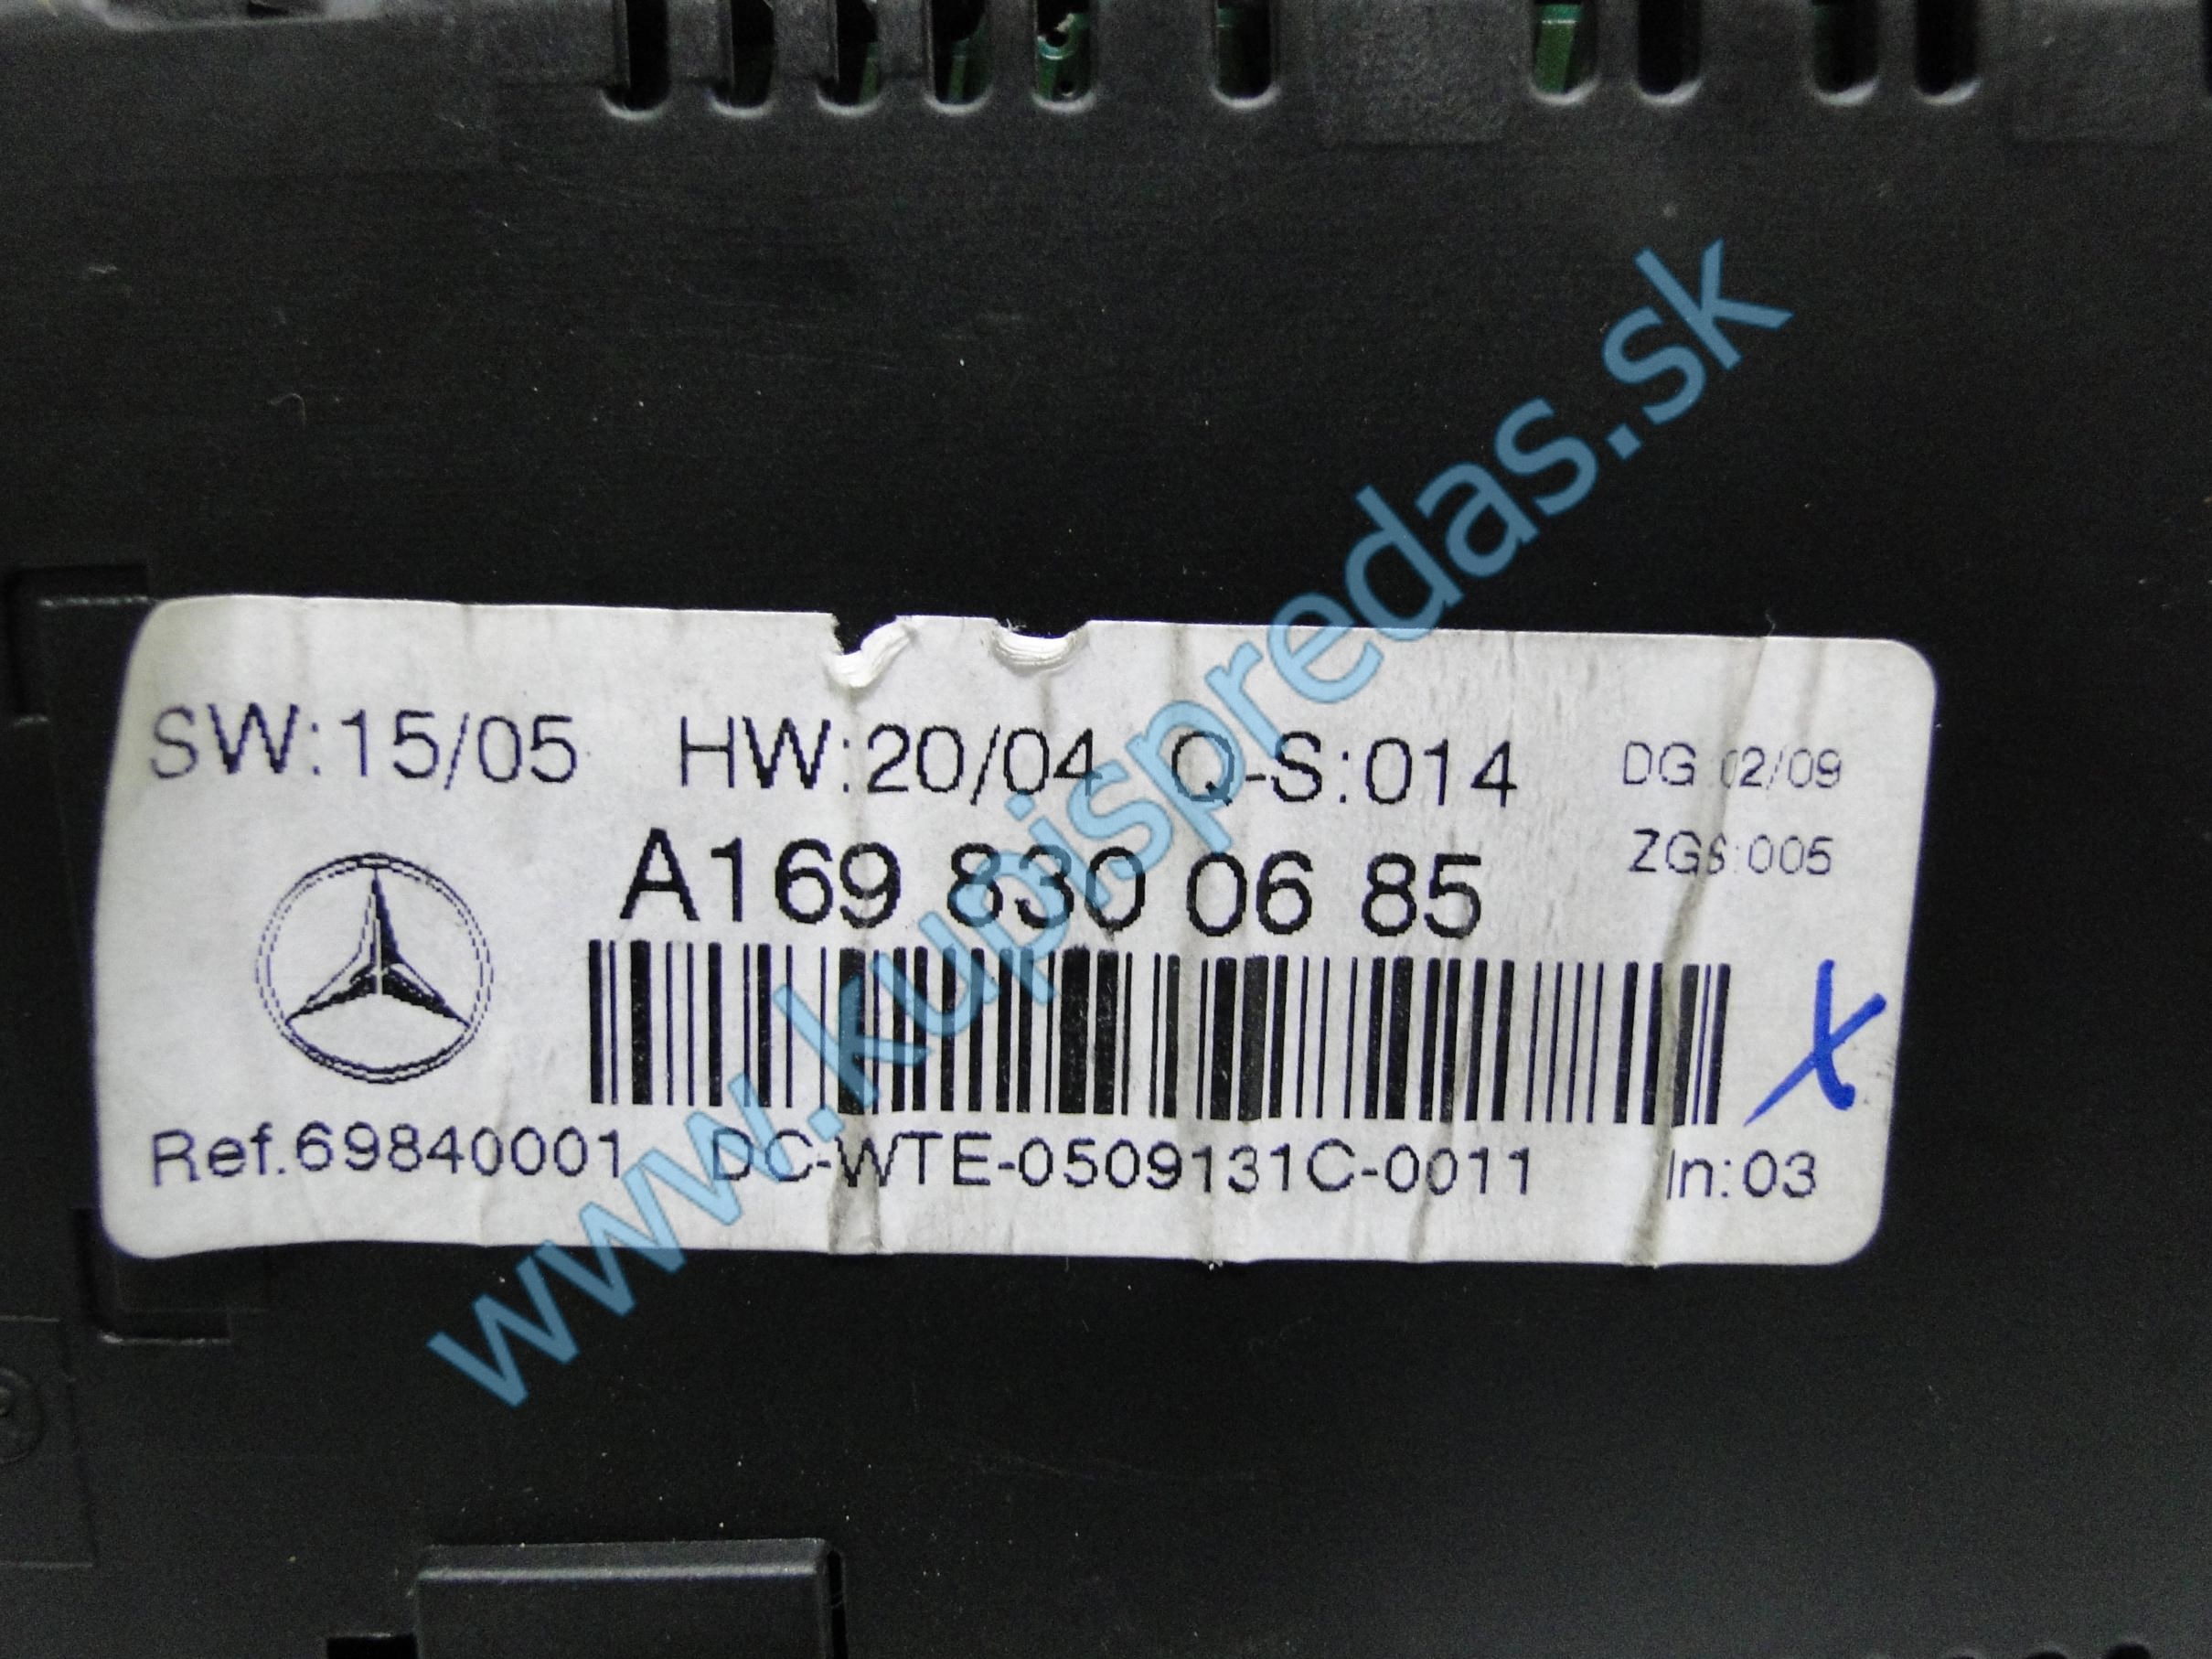 SW:15/05 HW:20/04 Q-S:014 DG:02/09
A169 830 06 85 ZGS:005
X
Ref.69840001 DC-WTE-0509131C-0011 In:03
www.kupispredas.sk